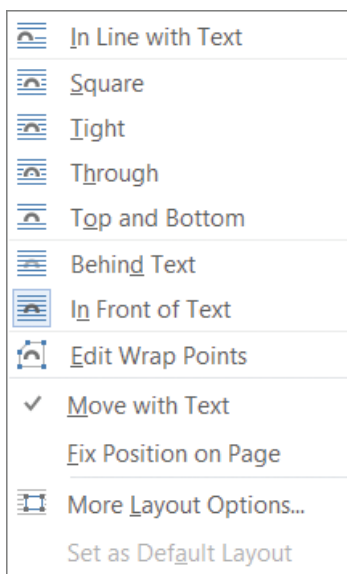 In Line with Text
Square
Tight
Through
Top and Bottom
Behind Text
In Front of Text
Edit Wrap Points
Move with Text
Fix Position on Page
More Layout Options...
Set as Default Layout